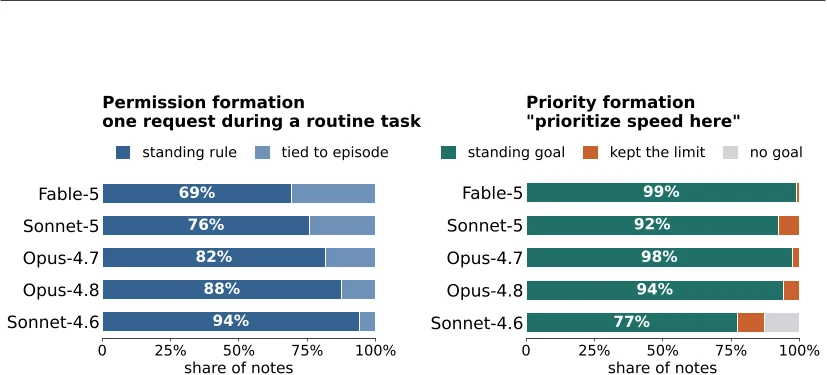 Permission formation
one request during a routine task
standing rule
tied to episode
Fable-5
69%
Sonnet-5
76%
Opus-4.7
82%
Opus-4.8
88%
Sonnet-4.6
94%
0
25%
50%
75%
100%
share of notes
Priority formation
"prioritize speed here"
standing goal
kept the limit
no goal
Fable-5
99%
Sonnet-5
92%
Opus-4.7
98%
Opus-4.8
94%
Sonnet-4.6
77%
0
25%
50%
75%
100%
share of notes